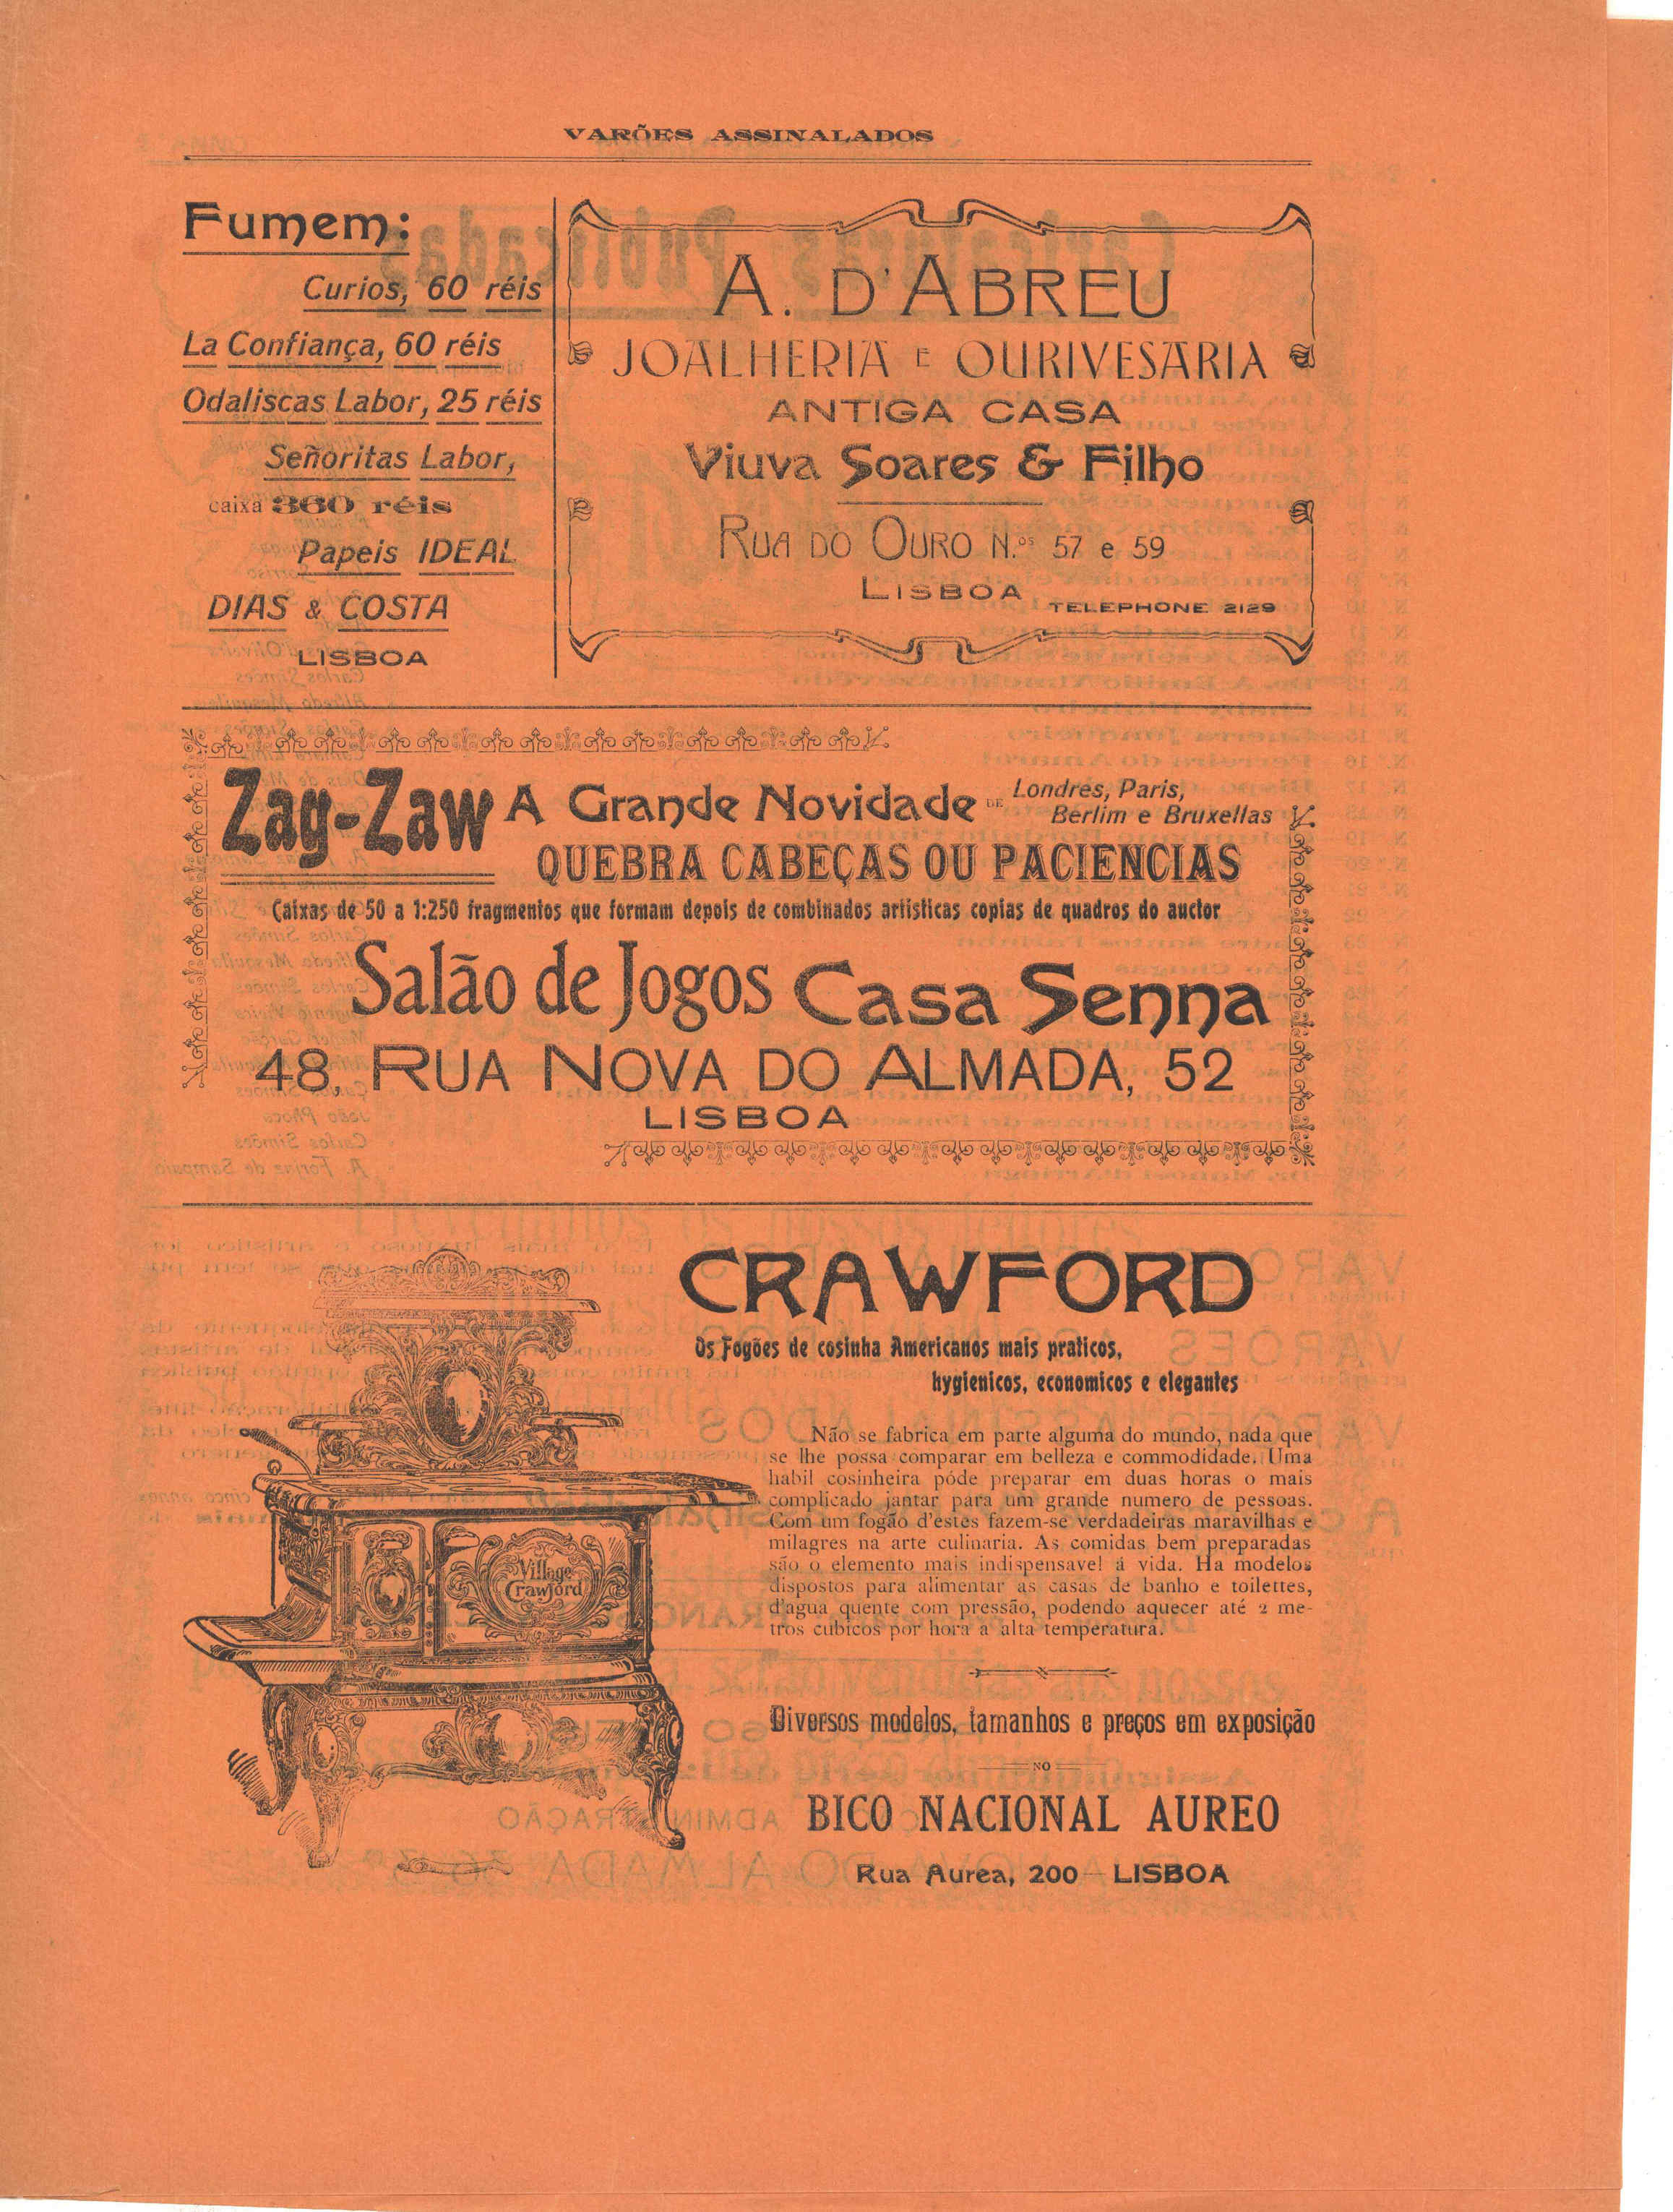 VARÕES ASSINALADOS
Fumem:
Curios, 60 réis
La Confiança, 60 réis
Odaliscas Labor, 25 réis
Señoritas Labor,
caixa 360 réis
Papeis IDEAL
DIAS & COSTA
LISBOA
A. D'ABREU
JOALHERIA E OURIVESARIA
ANTIGA CASA
Viuva Soares & Filho
RUA DO OURO N.os 57 e 59
LISBOA
TELEPHONE 2129
Zag-Zaw A Grande Novidade DE Londres, Paris,
Berlim e Bruxellas
QUEBRA CABEÇAS OU PACIENCIAS
Caixas de 50 a 1:250 fragmentos que formam depois de combinados artisticas copias de quadros do auctor
Salão de Jogos Casa Senna
48, RUA NOVA DO ALMADA, 52
LISBOA
CRAWFORD
Os Fogões de cosinha Americanos mais praticos,
hygienicos, economicos e elegantes
Não se fabrica em parte alguma do mundo, nada que
se lhe possa comparar em belleza e commodidade. Uma
habil cosinheira póde preparar em duas horas o mais
complicado jantar para um grande numero de pessoas.
Com um fogão d'estes fazem-se verdadeiras maravilhas e
milagres na arte culinaria. As comidas bem preparadas
são o elemento mais indispensavel á vida. Ha modelos
dispostos para alimentar as casas de banho e toilettes,
d'agua quente com pressão, podendo aquecer até 2 me-
tros cubicos por hora a alta temperatura.
Village
Crawford
Diversos modelos, tamanhos e preços em exposição
NO
BICO NACIONAL AUREO
Rua Aurea, 200 — LISBOA